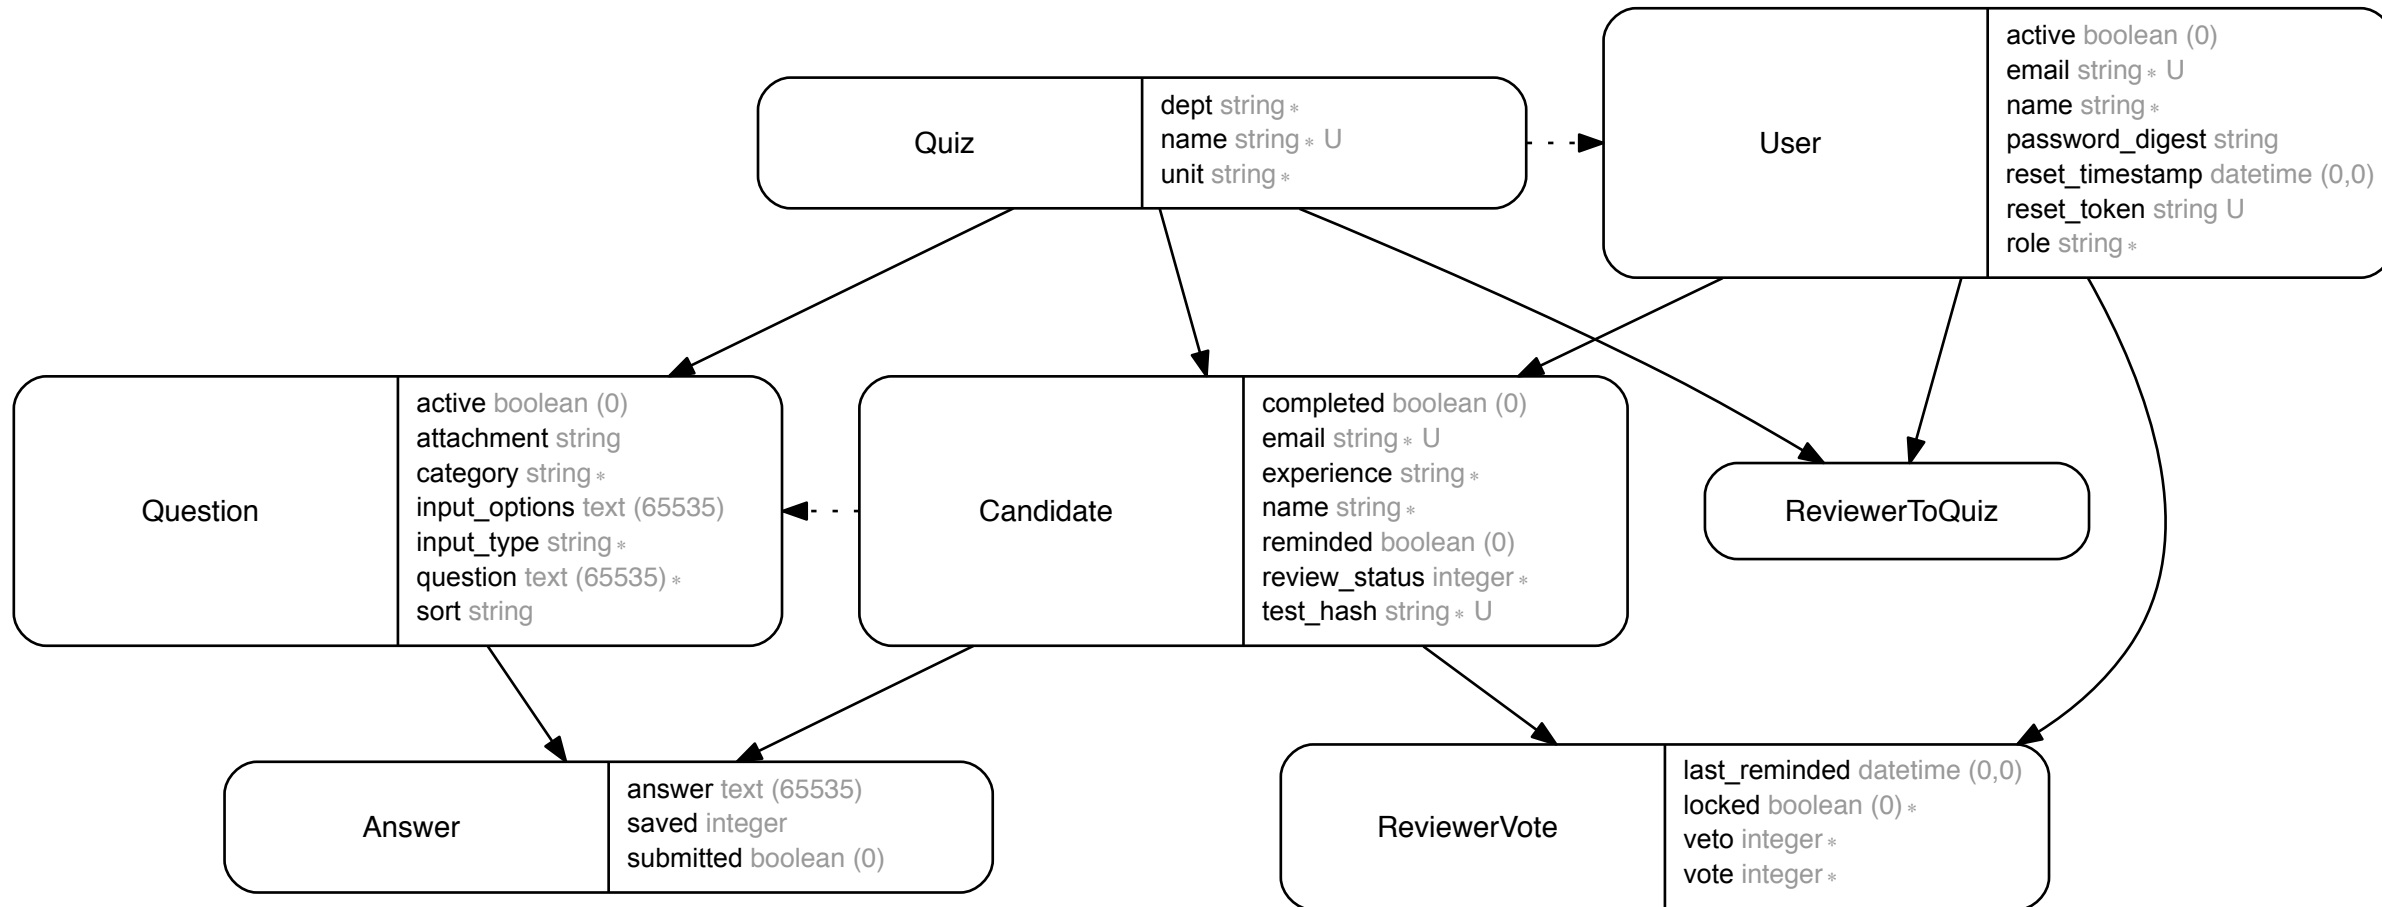 Quiz
dept string *
name string * U
unit string *
User
active boolean (0)
email string * U
name string *
password_digest string
reset_timestamp datetime (0,0)
reset_token string U
role string *
Question
active boolean (0)
attachment string
category string *
input_options text (65535)
input_type string *
question text (65535) *
sort string
Candidate
completed boolean (0)
email string * U
experience string *
name string *
reminded boolean (0)
review_status integer *
test_hash string * U
ReviewerToQuiz
Answer
answer text (65535)
saved integer
submitted boolean (0)
ReviewerVote
last_reminded datetime (0,0)
locked boolean (0) *
veto integer *
vote integer *